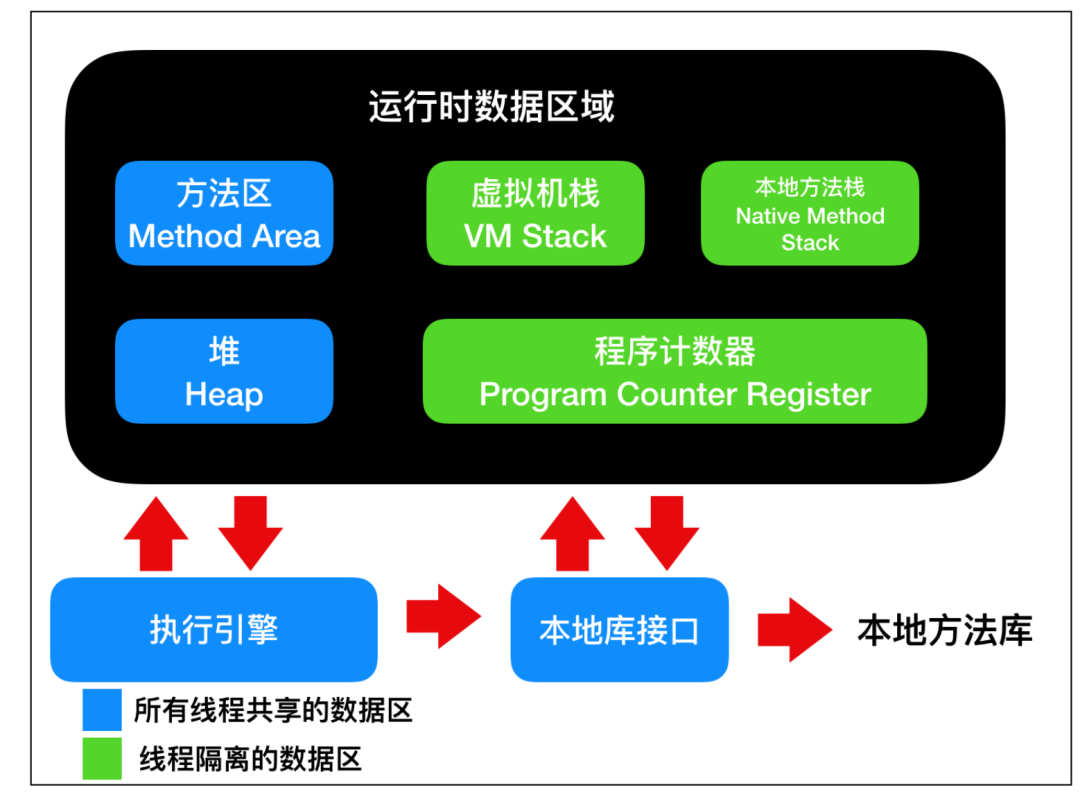 运行时数据区域
方法区
Method Area
虚拟机栈
VM Stack
本地方法栈
Native Method
Stack
堆
Heap
程序计数器
Program Counter Register
执行引擎
本地库接口
本地方法库
所有线程共享的数据区
线程隔离的数据区